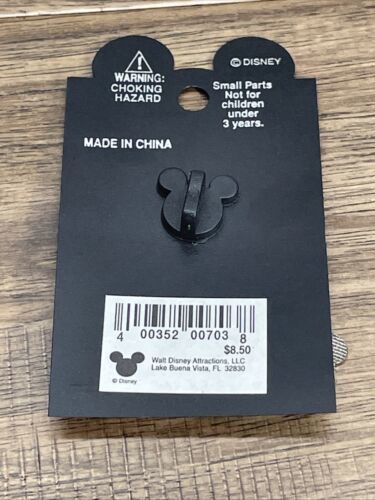 WARNING:
CHOKING
HAZARD
© DISNEY
Small Parts
Not for
children
under
3 years.
MADE IN CHINA
4 00352 00703 8
$8.50
Walt Disney Attractions, LLC
Lake Buena Vista, FL 32830
© Disney